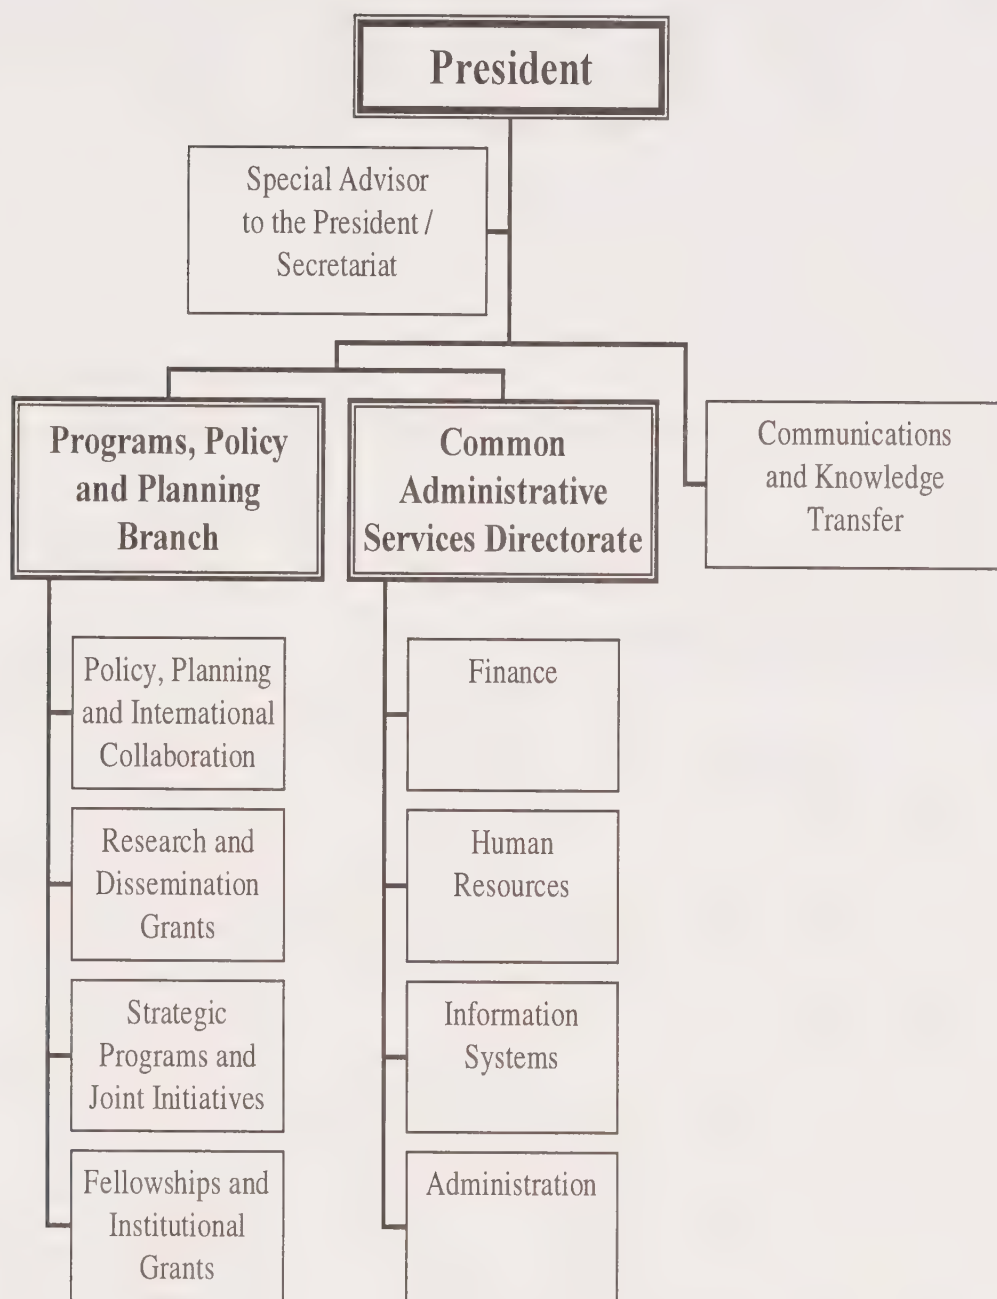 President
Special Advisor
to the President /
Secretariat
Programs, Policy
and Planning
Branch
Common
Administrative
Services Directorate
Communications
and Knowledge
Transfer
Policy, Planning
and International
Collaboration
Research and
Dissemination
Grants
Strategic
Programs and
Joint Initiatives
Fellowships and
Institutional
Grants
Finance
Human
Resources
Information
Systems
Administration